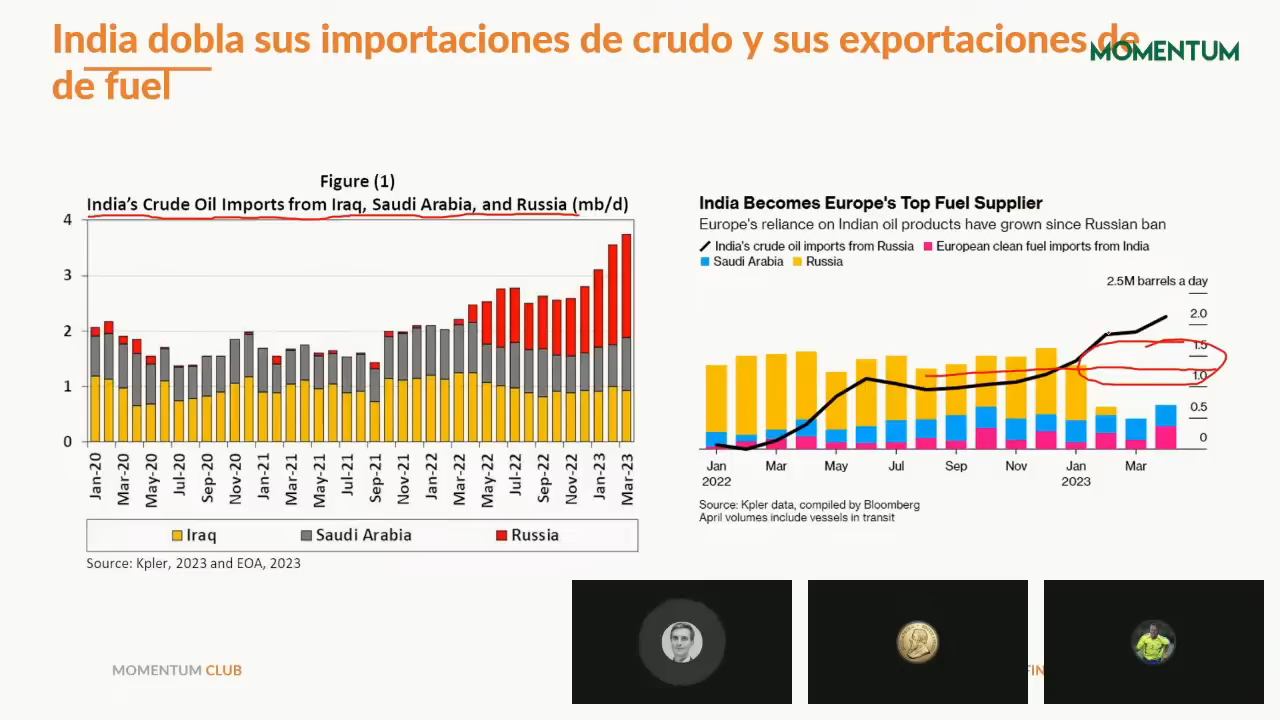 India dobla sus importaciones de crudo y sus exportaciones de
de fuel
MOMENTUM
Figure (1)
India's Crude Oil Imports from Iraq, Saudi Arabia, and Russia (mb/d)
4
3
2
1
0
Jan-20
Mar-20
May-20
Jul-20
Sep-20
Nov-20
Jan-21
Mar-21
May-21
Jul-21
Sep-21
Nov-21
Jan-22
Mar-22
May-22
Jul-22
Sep-22
Nov-22
Jan-23
Mar-23
Iraq Saudi Arabia Russia
Source: Kpler, 2023 and EOA, 2023
India Becomes Europe's Top Fuel Supplier
Europe's reliance on Indian oil products have grown since Russian ban
India's crude oil imports from Russia European clean fuel imports from India
Saudi Arabia Russia
2.5M barrels a day
2.0
1.5
1.0
0.5
0
Jan Mar May Jul Sep Nov Jan Mar
2022 2023
Source: Kpler data, compiled by Bloomberg
April volumes include vessels in transit
MOMENTUM CLUB